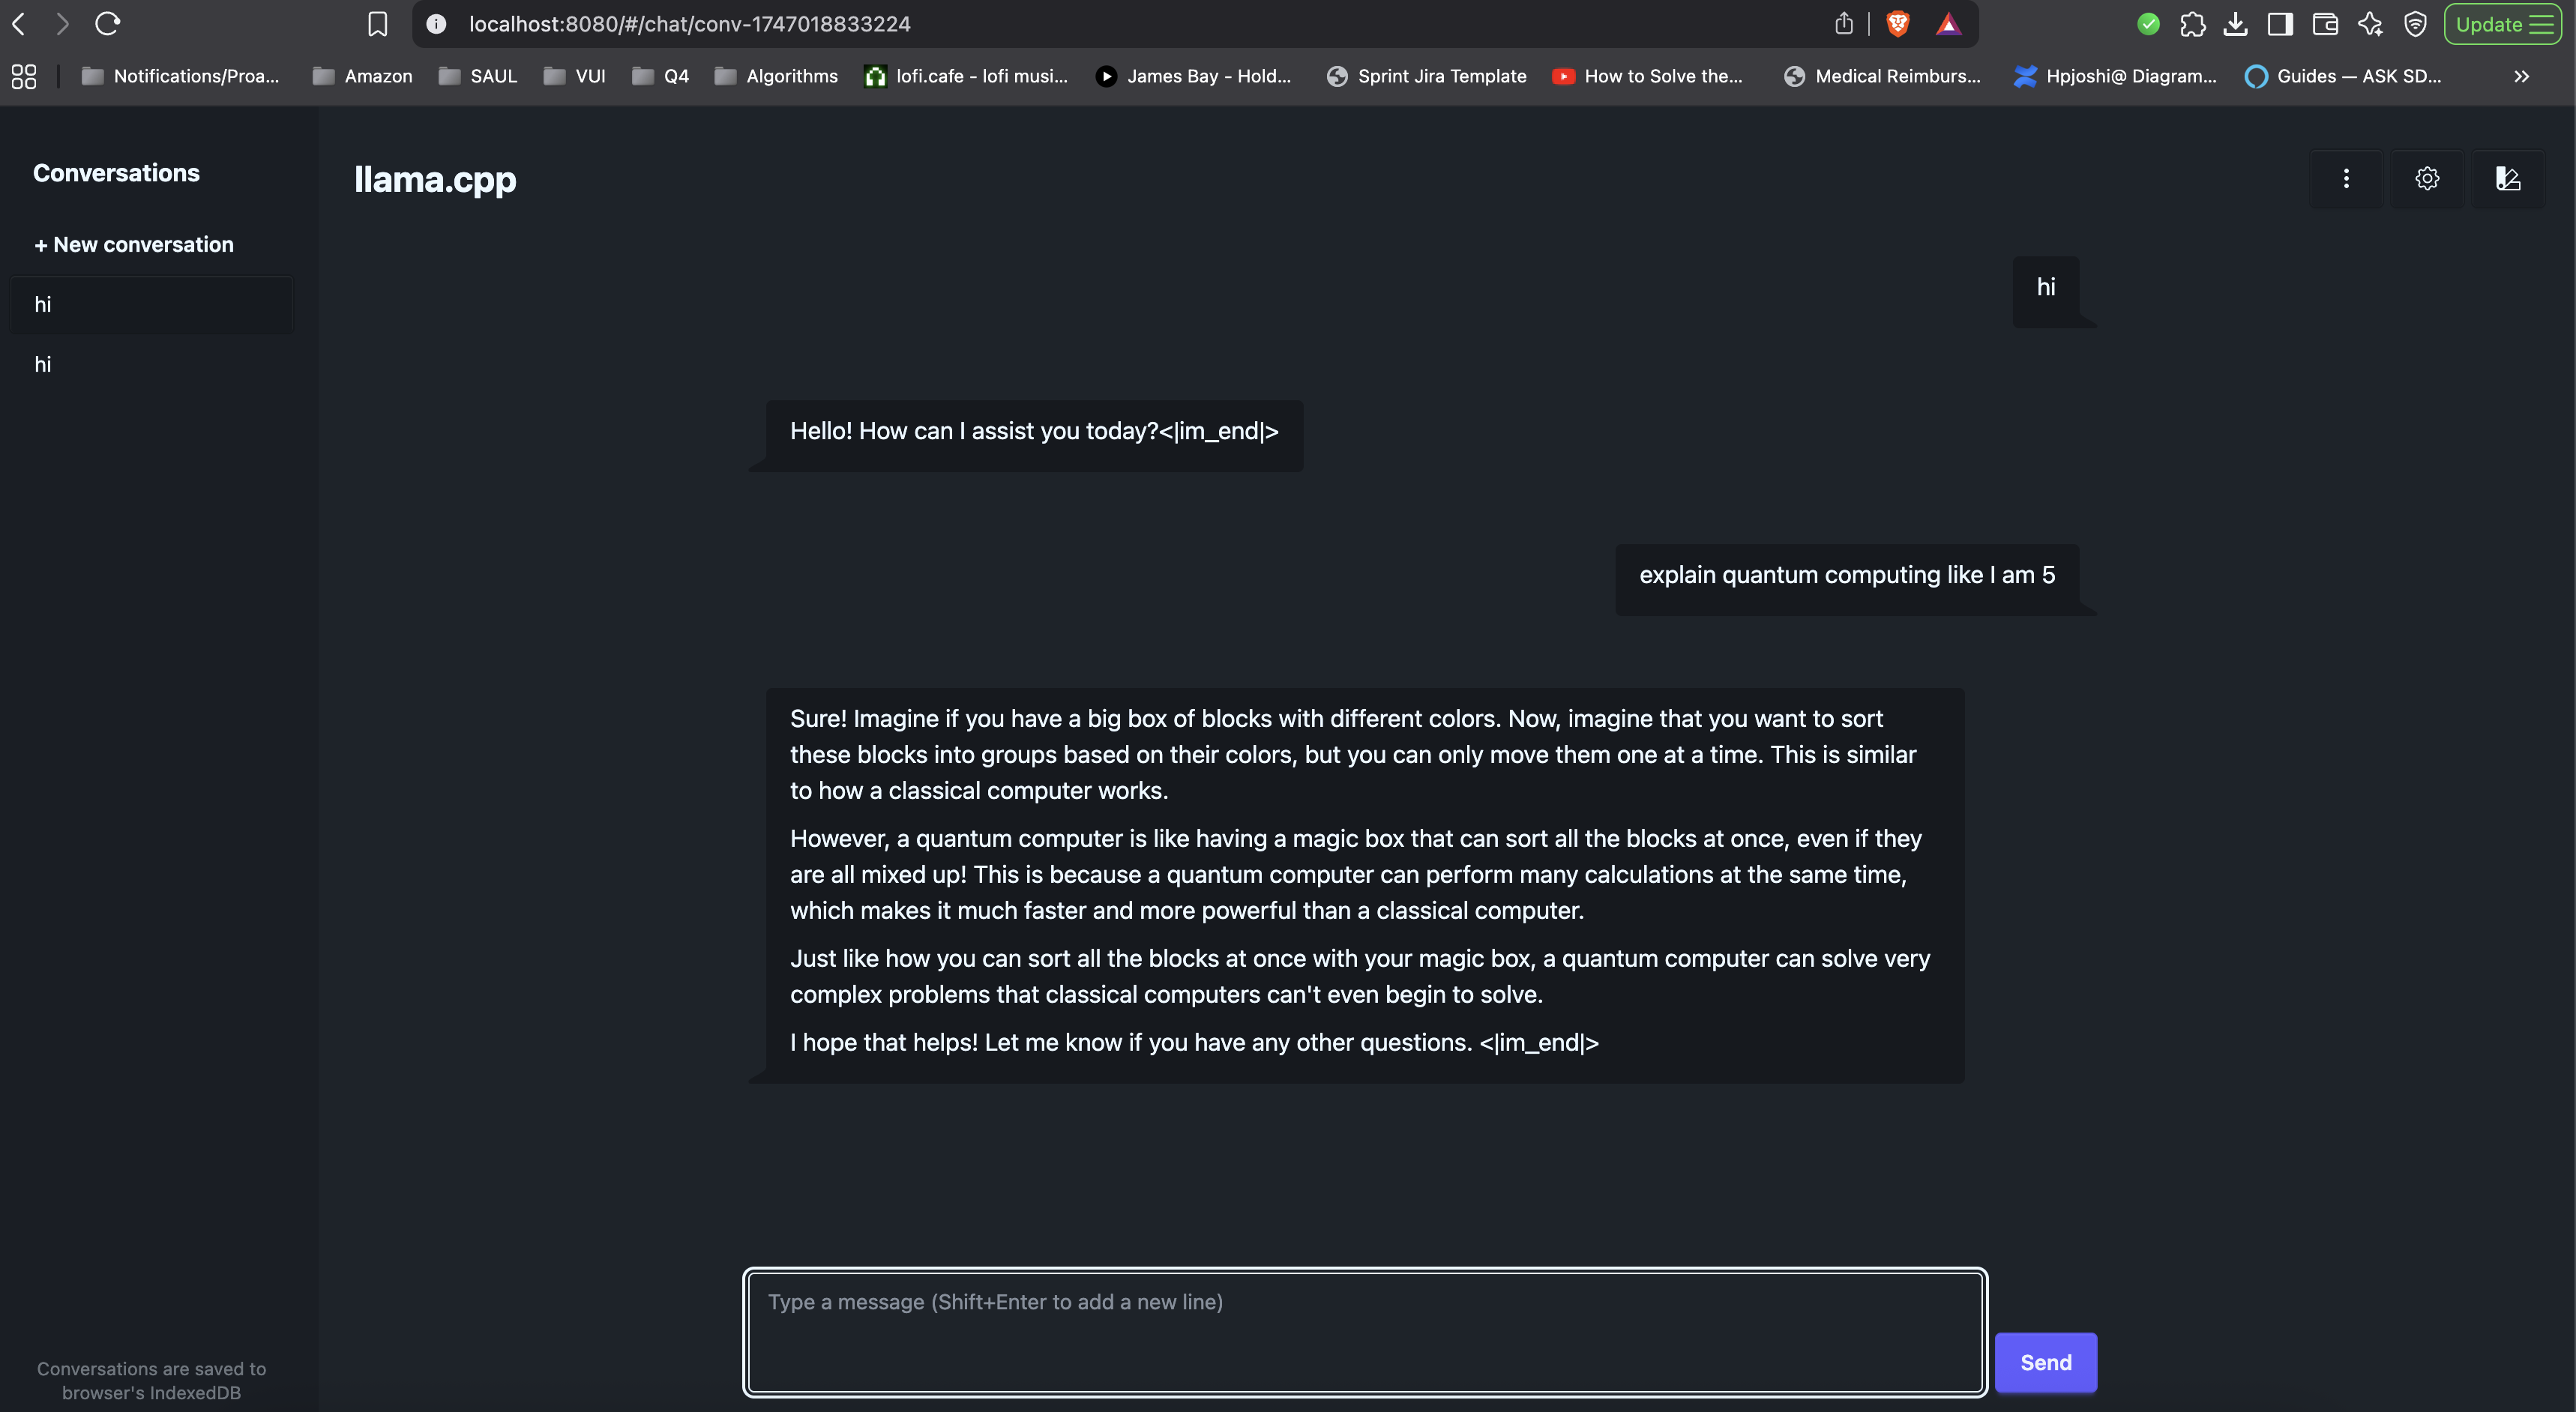 localhost:8080/#/chat/conv-1747018833224
Update
Notifications/Proa...
Amazon
SAUL
VUI
Q4
Algorithms
lofi.cafe - lofi musi...
James Bay - Hold...
Sprint Jira Template
How to Solve the...
Medical Reimburs...
Hpjoshi@ Diagram...
Guides — ASK SD...
»
Conversations
+ New conversation
hi
hi
Conversations are saved to
browser's IndexedDB
llama.cpp
hi
Hello! How can I assist you today?<|im_end|>
explain quantum computing like I am 5
Sure! Imagine if you have a big box of blocks with different colors. Now, imagine that you want to sort
these blocks into groups based on their colors, but you can only move them one at a time. This is similar
to how a classical computer works.
However, a quantum computer is like having a magic box that can sort all the blocks at once, even if they
are all mixed up! This is because a quantum computer can perform many calculations at the same time,
which makes it much faster and more powerful than a classical computer.
Just like how you can sort all the blocks at once with your magic box, a quantum computer can solve very
complex problems that classical computers can't even begin to solve.
I hope that helps! Let me know if you have any other questions. <|im_end|>
Type a message (Shift+Enter to add a new line)
Send